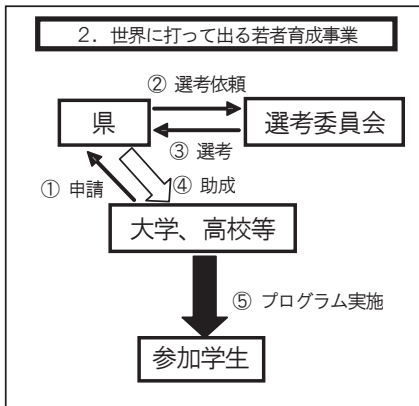 ２．世界に打って出る若者育成事業
② 選考依頼
県
選考委員会
③ 選考
① 申請
④ 助成
大学、高校等
⑤ プログラム実施
参加学生